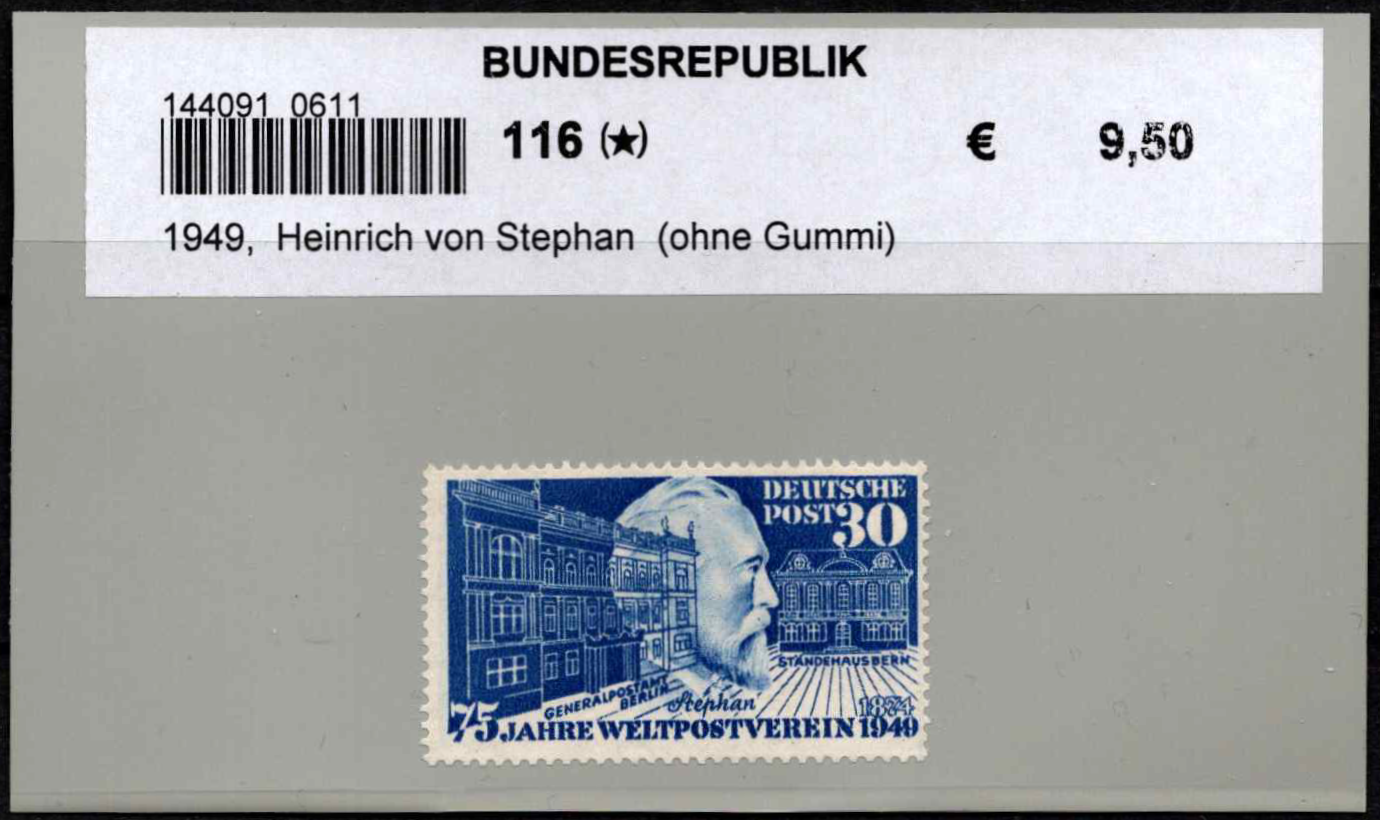 BUNDESREPUBLIK
144091 0611
116 (★) € 9,50
1949, Heinrich von Stephan (ohne Gummi)
DEUTSCHE
POST 30
STÄNDEHAUS BERN
GENERALPOSTAMT
BERLIN
Stephan
1874
75 JAHRE WELTPOSTVEREIN 1949